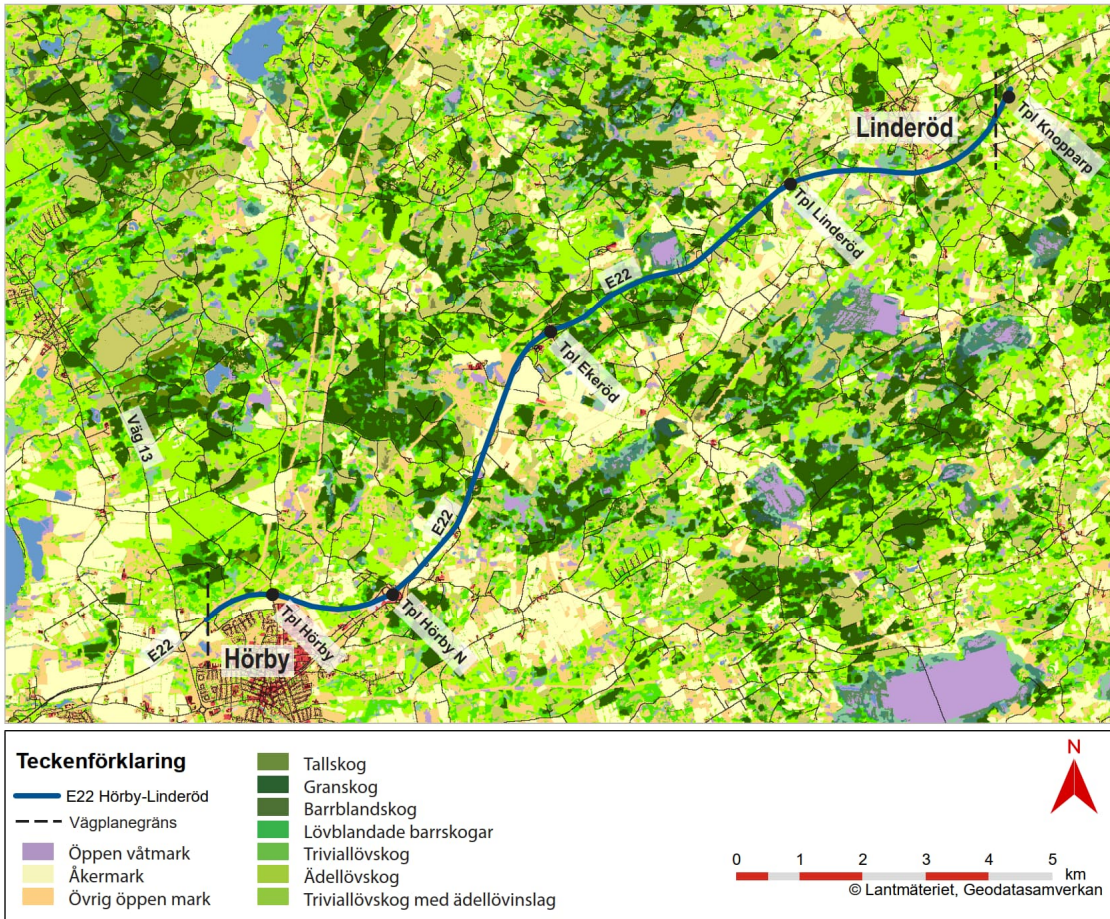 Linderöd
Tpl Knopparp
Tpl Linderöd
E22
Tpl Ekeröd
Väg 13
E22
Tpl Hörby
Tpl Hörby N
E22
Hörby
Teckenförklaring
E22 Hörby-Linderöd
Vägplanegräns
Öppen våtmark
Åkermark
Övrig öppen mark
Tallskog
Granskog
Barrblandskog
Lövblandade barrskogar
Triviallövskog
Ädellövskog
Triviallövskog med ädellövinslag
N
0 1 2 3 4 5
km
© Lantmäteriet, Geodatasamverkan